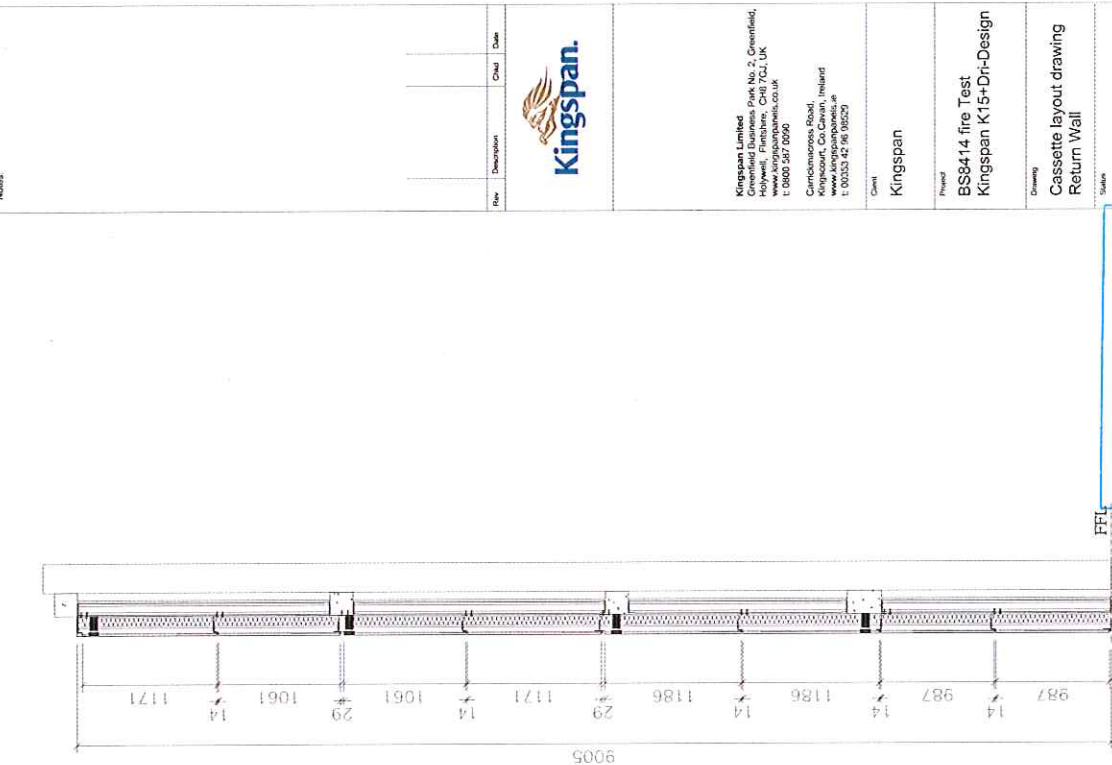 Notes:
Rev Description Chkd Date
Kingspan.
Kingspan Limited
Greenfield Business Park No. 2, Greenfield,
Holywell, Flintshire, CH8 7GJ, UK
www.kingspanpanels.co.uk
t: 0800 587 0090
Carrickmacross Road,
Kingscourt, Co.Cavan, Ireland
www.kingspanpanels.ie
t: 00353 42 96 98529
Client
Kingspan
Project
BS8414 fire Test
Kingspan K15+Dri-Design
Drawing
Cassette layout drawing
Return Wall
Status
FFL
1171
14
1061
29
1061
14
1171
29
1186
14
1186
14
987
14
987
9005